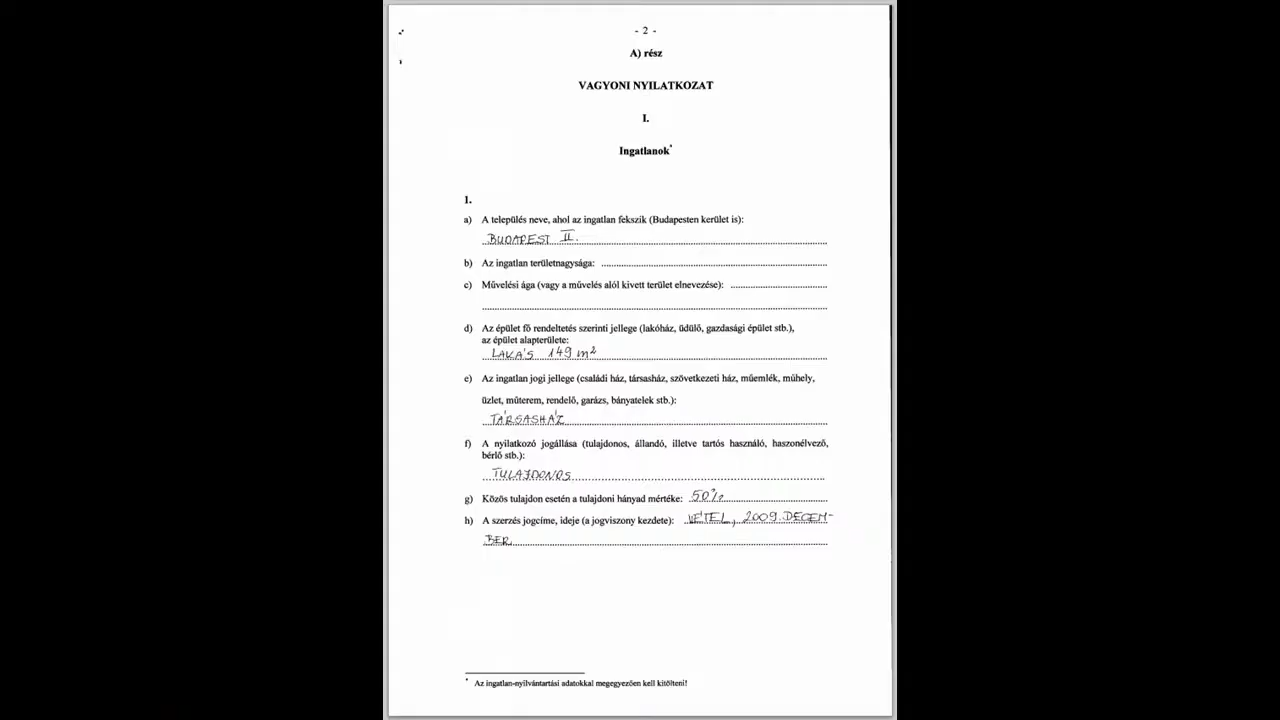 - 2 -
A) rész
VAGYONI NYILATKOZAT
I.
Ingatlanok*
1.
a) A település neve, ahol az ingatlan fekszik (Budapesten kerület is):
BUDAPEST II.
b) Az ingatlan területnagysága:
c) Művelési ága (vagy a művelés alól kivett terület elnevezése):
d) Az épület fő rendeltetés szerinti jellege (lakóház, üdülő, gazdasági épület stb.),
az épület alapterülete:
LAKÁS 149 m²
e) Az ingatlan jogi jellege (családi ház, társasház, szövetkezeti ház, műemlék, műhely,
üzlet, műterem, rendelő, garázs, bányatelek stb.):
TÁRSASHÁZ
f) A nyilatkozó jogállása (tulajdonos, állandó, illetve tartós használó, haszonélvező,
bérlő stb.):
TULAJDONOS
g) Közös tulajdon esetén a tulajdoni hányad mértéke: 50%
h) A szerzés jogcíme, ideje (a jogviszony kezdete): VÉTEL, 2009. DECEM-
BER
* Az ingatlan-nyilvántartási adatokkal megegyezően kell kitölteni!